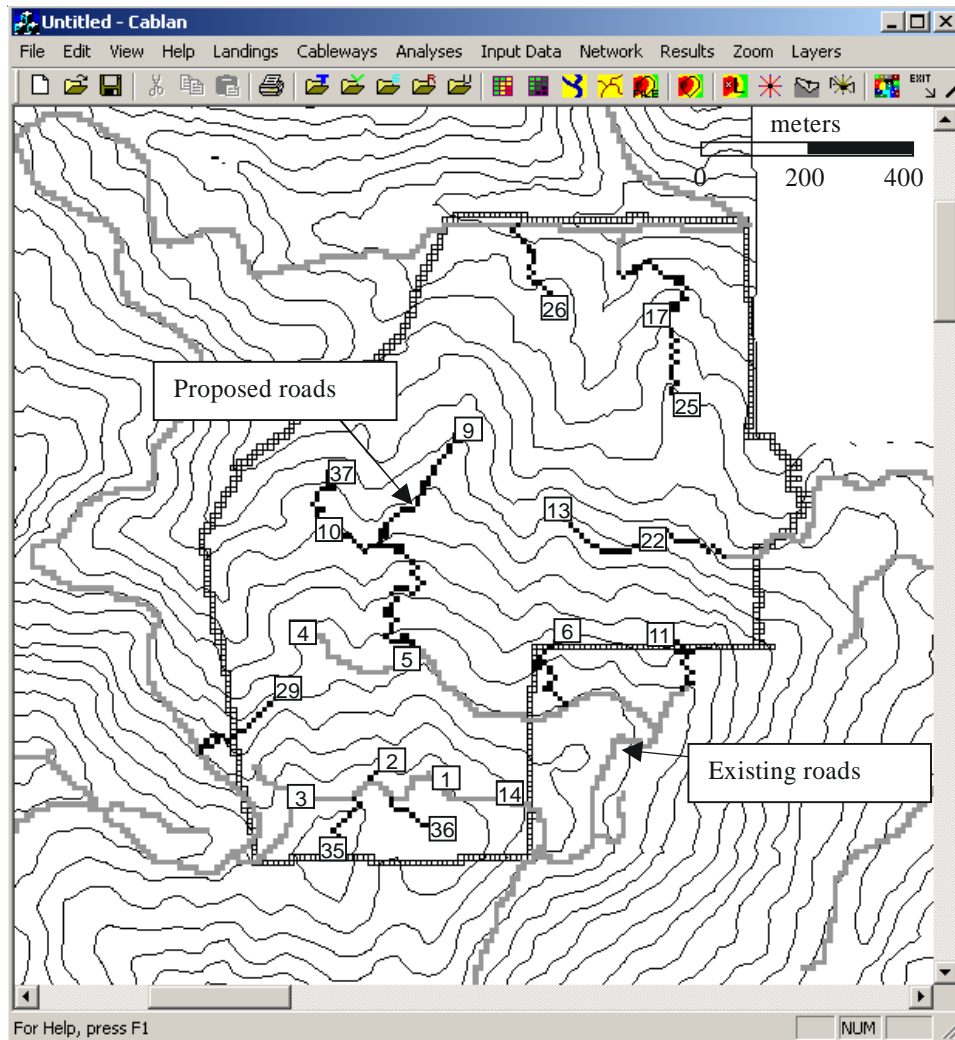 Untitled - Cablan
File Edit View Help Landings Cableways Analyses Input Data Network Results Zoom Layers
FILE EXIT
meters
0 200 400
26
17
25
Proposed roads
9
37
13
10
22
6
11
4
5
29
2
1
Existing roads
3
14
36
35
For Help, press F1
NUM